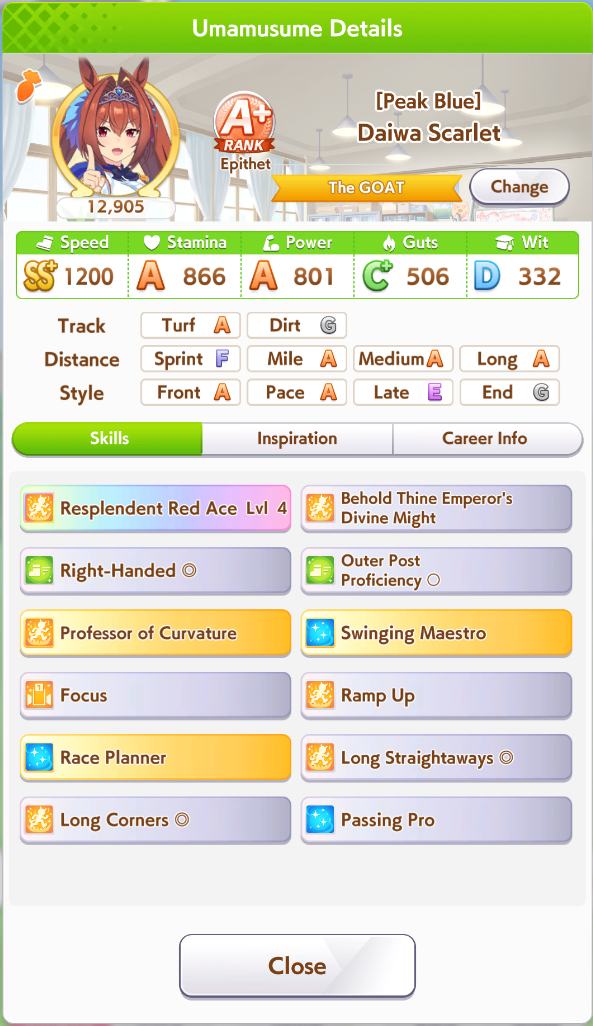 Umamusume Details
A+
RANK
Epithet
[Peak Blue]
Daiwa Scarlet
The GOAT
Change
12,905
Speed Stamina Power Guts Wit
SS+ 1200 A 866 A 801 C+ 506 D 332
Track Turf A Dirt G
Distance Sprint F Mile A Medium A Long A
Style Front A Pace A Late E End G
Skills Inspiration Career Info
Resplendent Red Ace Lvl 4
Behold Thine Emperor's
Divine Might
Right-Handed ◎
Outer Post
Proficiency ○
Professor of Curvature
Swinging Maestro
Focus
Ramp Up
Race Planner
Long Straightaways ◎
Long Corners ◎
Passing Pro
Close